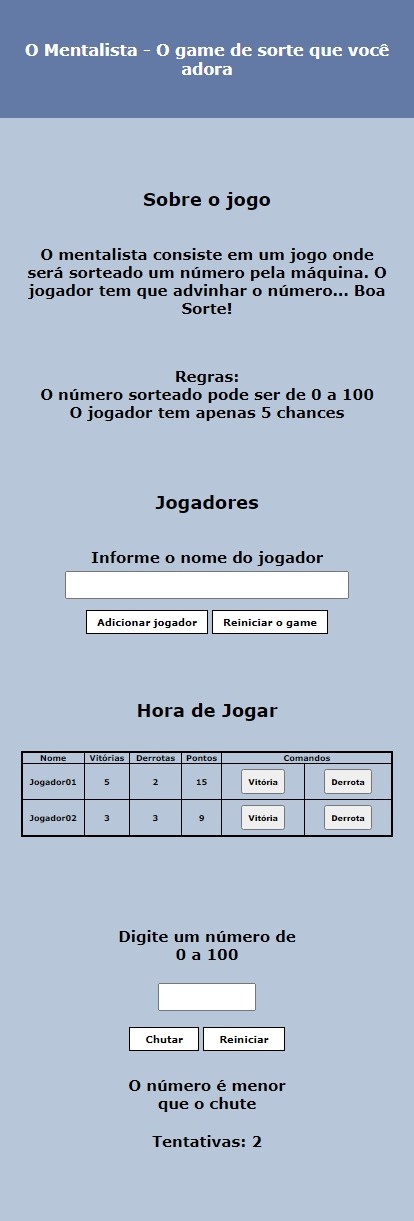 O Mentalista - O game de sorte que você
adora
Sobre o jogo
O mentalista consiste em um jogo onde
será sorteado um número pela máquina. O
jogador tem que advinhar o número... Boa
Sorte!
Regras:
O número sorteado pode ser de 0 a 100
O jogador tem apenas 5 chances
Jogadores
Informe o nome do jogador
Adicionar jogador Reiniciar o game
Hora de Jogar
Nome Vitórias Derrotas Pontos Comandos
Jogador01 5 2 15 Vitória Derrota
Jogador02 3 3 9 Vitória Derrota
Digite um número de
0 a 100
Chutar Reiniciar
O número é menor
que o chute
Tentativas: 2